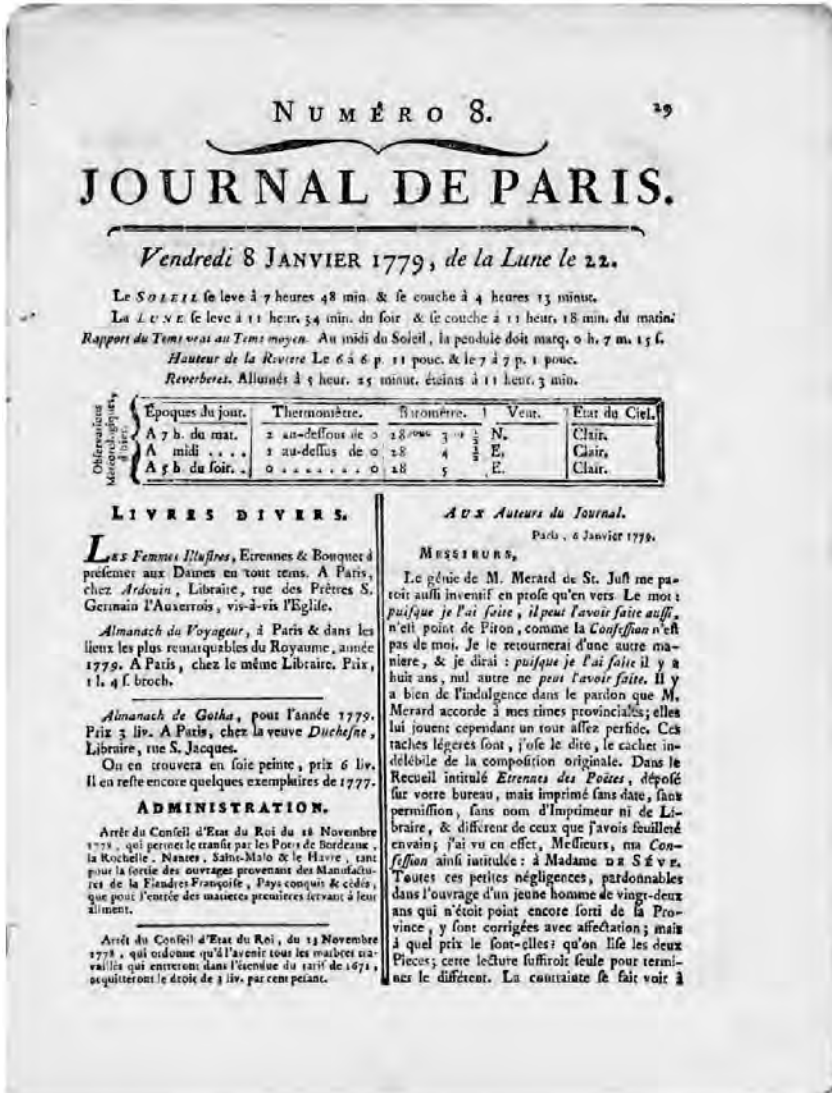 NUMÉRO 8.
29
JOURNAL DE PARIS.
Vendredi 8 JANVIER 1779, de la Lune le 22.
Le SOLEIL ſe leve à 7 heures 48 min. & ſe couche à 4 heures 13 minut.
La LUNE ſe leve à 11 heur. 34 min. du ſoir & ſe couche à 11 heur. 18 min. du matin.
Rapport du Tems vrai au Tems moyen. Au midi du Soleil, la pendule doit marq. 0 h. 7 m. 15 ſ.
Hauteur de la Riviere Le 6 à 6 p. 11 pouc. & le 7 à 7 p. 1 pouc.
Reverberes. Allumés à 5 heur. 25 minut. éteints à 11 heur. 3 min.
Obſervations Météorologiques, d'hier.
Époques du jour. Thermomètre. Baromètre. Vent. Etat du Ciel.
A 7 h. du mat. 2 au-deſſous de 0 28 pouc 3 ½ N. Clair.
A midi .... 2 au-deſſus de 0 28 4 ½ E. Clair.
A 5 h. du ſoir. .. 0 ....... 0 28 5 E. Clair.
LIVRES DIVERS.
LES Femmes Illuſtres, Etrennes & Bouquet à
préſenter aux Dames en tout tems. A Paris,
chez Ardouin, Libraire, rue des Prêtres S.
Germain l'Auxerrois, vis-à-vis l'Egliſe.
Almanach du Voyageur, à Paris & dans les
lieux les plus remarquables du Royaume, année
1779. A Paris, chez le même Libraire. Prix,
1 l. 4 ſ. broch.
Almanach de Gotha, pour l'année 1779.
Prix 3 liv. A Paris, chez la veuve Ducheſne,
Libraire, rue S. Jacques.
On en trouvera en ſoie peinte, prix 6 liv.
Il en reſte encore quelques exemplaires de 1777.
ADMINISTRATION.
Arrêt du Conſeil d'Etat du Roi du 18 Novembre
1778, qui permet le tranſit par les Ports de Bordeaux,
la Rochelle, Nantes, Saint-Malo & le Havre, tant
pour la ſortie des ouvrages provenant des Manufactu-
res de la Flandres Françoiſe, Pays conquis & cédés,
que pour l'entrée des matieres premieres ſervant à leur
aliment.
Arrêt du Conſeil d'Etat du Roi, du 13 Novembre
1778, qui ordonne qu'à l'avenir tous les marbres tra-
vaillés qui entreront dans l'étendue du tarif de 1671,
acquitteront le droit de 3 liv. par cent peſant.
AUX Auteurs du Journal.
Paris, 6 Janvier 1779.
MESSIEURS,
Le génie de M. Merard de St. Juſt me pa-
roit auſſi inventif en proſe qu'en vers Le mot:
puiſque je l'ai faite, il peut l'avoir faite auſſi,
n'eſt point de Piron, comme la Confeſſion n'eſt
pas de moi. Je le retournerai d'une autre ma-
niere, & je dirai: puiſque je l'ai faite il y a
huit ans, nul autre ne peut l'avoir faite. Il y
a bien de l'indulgence dans le pardon que M.
Merard accorde à mes rimes provinciales; elles
lui jouent cependant un tour aſſez perfide. Ces
taches légeres ſont, j'oſe le dire, le cachet in-
délébile de la compoſition originale. Dans le
Recueil intitulé Etrennes des Poëtes, dépoſé
ſur votre bureau, mais imprimé ſans date, ſans
permiſſion, ſans nom d'Imprimeur ni de Li-
braire, & différent de ceux que j'avois feuilleté
envain; j'ai vu en effet, Meſſieurs, ma Con-
feſſion ainſi intitulée: à Madame DE SÉVE.
Toutes ces petites négligences, pardonnables
dans l'ouvrage d'un jeune homme de vingt-deux
ans qui n'étoit point encore ſorti de ſa Pro-
vince, y ſont corrigées avec affectation; mais
à quel prix le ſont-elles? qu'on liſe les deux
Pieces; cette lecture ſuffiroit ſeule pour termi-
ner le différent. La contrainte ſe fait voir à